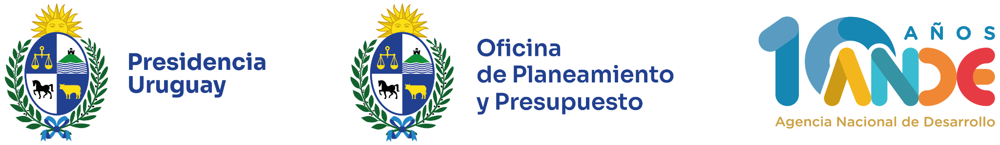 Presidencia
Uruguay
Oficina
de Planeamiento
y Presupuesto
10 AÑOS
ANDE
Agencia Nacional de Desarrollo